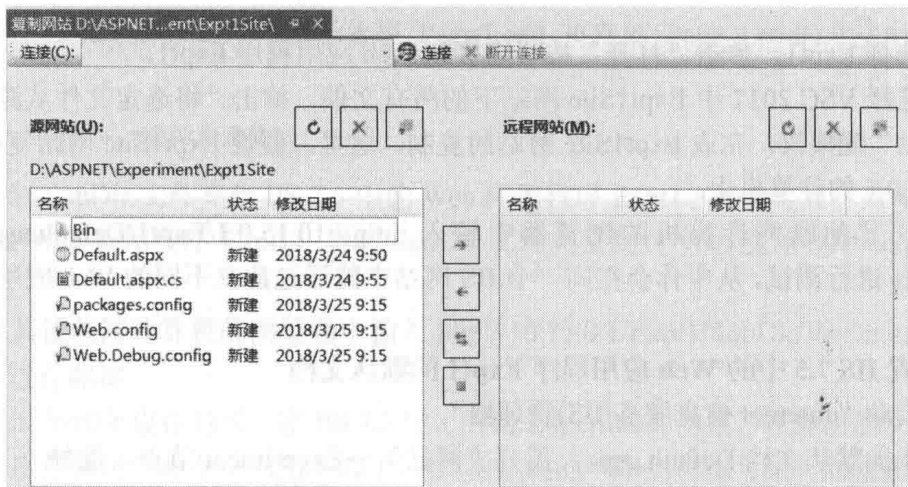 复制网站 D:\ASPNET...ent\Expt1Site\
连接(C):
连接
断开连接
源网站(U):
远程网站(M):
D:\ASPNET\Experiment\Expt1Site
名称 状态 修改日期
名称 状态 修改日期
Bin
Default.aspx 新建 2018/3/24 9:50
Default.aspx.cs 新建 2018/3/24 9:55
packages.config 新建 2018/3/25 9:15
Web.config 新建 2018/3/25 9:15
Web.Debug.config 新建 2018/3/25 9:15